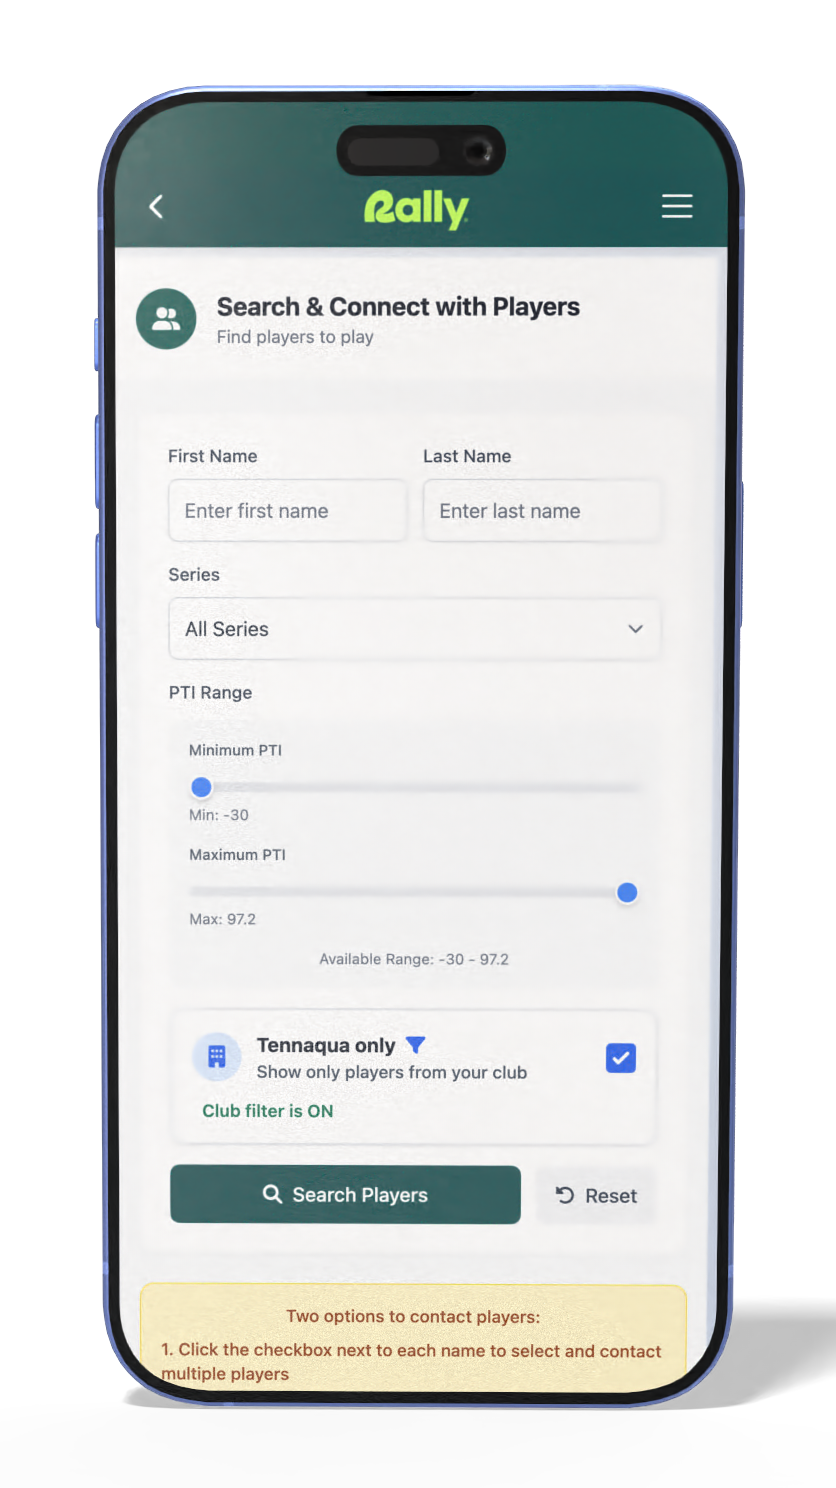 Rally
Search & Connect with Players
Find players to play
First Name Last Name
Enter first name Enter last name
Series
All Series
PTI Range
Minimum PTI
Min: -30
Maximum PTI
Max: 97.2
Available Range: -30 - 97.2
Tennaqua only
Show only players from your club
Club filter is ON
Search Players Reset
Two options to contact players:
1. Click the checkbox next to each name to select and contact
multiple players